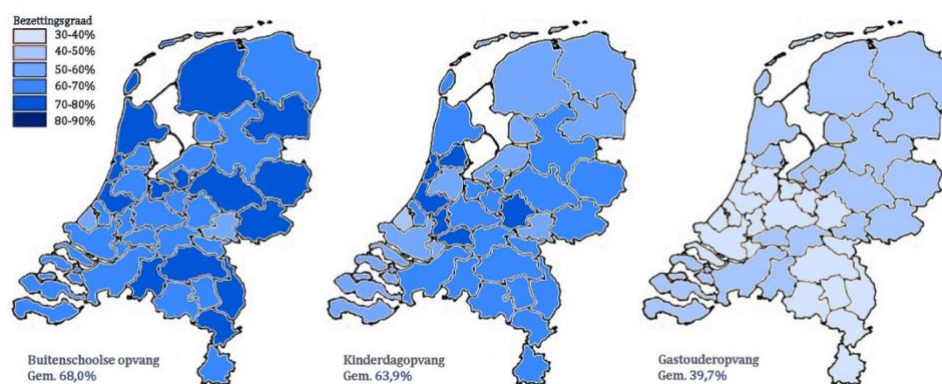 Bezettingsgraad
30-40%
40-50%
50-60%
60-70%
70-80%
80-90%
Buitenschoolse opvang
Gem. 68,0%
Kinderdagopvang
Gem. 63,9%
Gastouderopvang
Gem. 39,7%